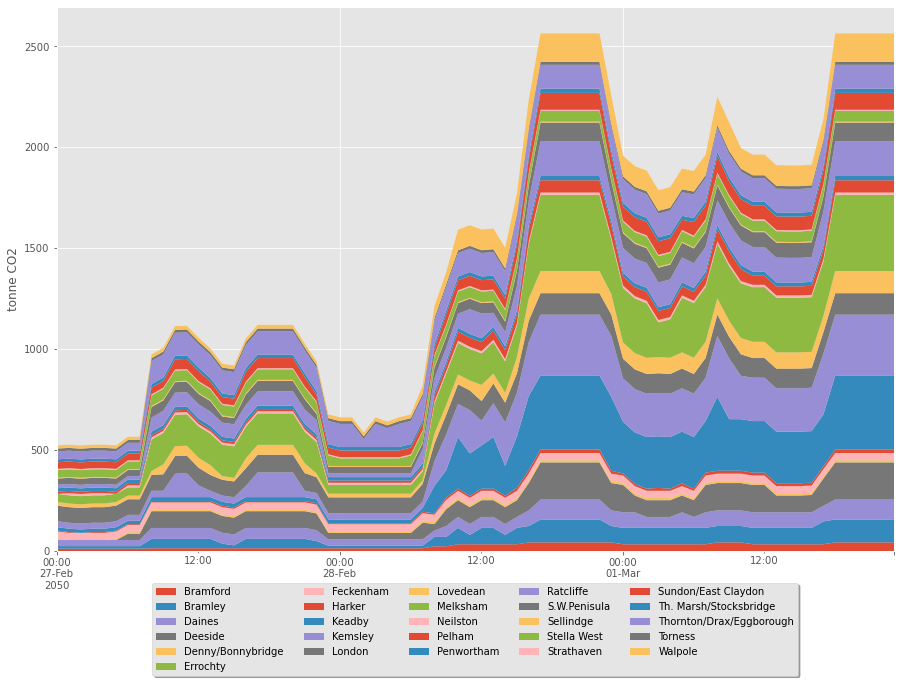 2500
2000
1500
1000
500
0
tonne CO2
00:00 12:00 00:00 12:00 00:00 12:00
27-Feb 28-Feb 01-Mar
2050
Bramford Feckenham Lovedean Ratcliffe Sundon/East Claydon
Bramley Harker Melksham S.W.Penisula Th. Marsh/Stocksbridge
Daines Keadby Neilston Sellindge Thornton/Drax/Eggborough
Deeside Kemsley Pelham Stella West Torness
Denny/Bonnybridge London Penwortham Strathaven Walpole
Errochty